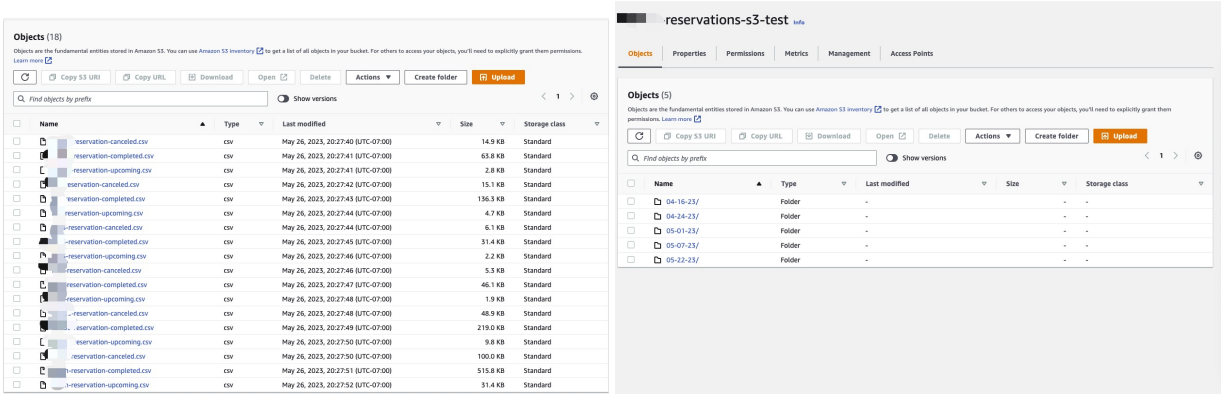 Objects (18)
Objects are the fundamental entities stored in Amazon S3. You can use Amazon S3 inventory to get a list of all objects in your bucket. For others to access your objects, you'll need to explicitly grant them permissions.
Learn more
Copy S3 URI Copy URL Download Open Delete Actions Create folder Upload
Find objects by prefix Show versions 1
Name Type Last modified Size Storage class
reservation-canceled.csv csv May 26, 2023, 20:27:40 (UTC-07:00) 14.9 KB Standard
reservation-completed.csv csv May 26, 2023, 20:27:41 (UTC-07:00) 63.8 KB Standard
-reservation-upcoming.csv csv May 26, 2023, 20:27:41 (UTC-07:00) 2.8 KB Standard
eservation-canceled.csv csv May 26, 2023, 20:27:42 (UTC-07:00) 15.1 KB Standard
reservation-completed.csv csv May 26, 2023, 20:27:43 (UTC-07:00) 136.3 KB Standard
reservation-upcoming.csv csv May 26, 2023, 20:27:44 (UTC-07:00) 4.7 KB Standard
-reservation-canceled.csv csv May 26, 2023, 20:27:44 (UTC-07:00) 6.1 KB Standard
-reservation-completed.csv csv May 26, 2023, 20:27:45 (UTC-07:00) 31.4 KB Standard
-reservation-upcoming.csv csv May 26, 2023, 20:27:46 (UTC-07:00) 2.2 KB Standard
reservation-canceled.csv csv May 26, 2023, 20:27:46 (UTC-07:00) 5.3 KB Standard
reservation-completed.csv csv May 26, 2023, 20:27:47 (UTC-07:00) 46.1 KB Standard
-reservation-upcoming.csv csv May 26, 2023, 20:27:48 (UTC-07:00) 1.9 KB Standard
-reservation-canceled.csv csv May 26, 2023, 20:27:48 (UTC-07:00) 48.9 KB Standard
eservation-completed.csv csv May 26, 2023, 20:27:49 (UTC-07:00) 219.0 KB Standard
-reservation-upcoming.csv csv May 26, 2023, 20:27:50 (UTC-07:00) 9.8 KB Standard
reservation-canceled.csv csv May 26, 2023, 20:27:50 (UTC-07:00) 100.0 KB Standard
-reservation-completed.csv csv May 26, 2023, 20:27:51 (UTC-07:00) 515.8 KB Standard
-reservation-upcoming.csv csv May 26, 2023, 20:27:52 (UTC-07:00) 31.4 KB Standard
reservations-s3-test Info
Objects Properties Permissions Metrics Management Access Points
Objects (5)
Objects are the fundamental entities stored in Amazon S3. You can use Amazon S3 inventory to get a list of all objects in your bucket. For others to access your objects, you'll need to explicitly grant them
permissions. Learn more
Copy S3 URI Copy URL Download Open Delete Actions Create folder Upload
Find objects by prefix Show versions 1
Name Type Last modified Size Storage class
04-16-23/ Folder - - -
04-24-23/ Folder - - -
05-01-23/ Folder - - -
05-07-23/ Folder - - -
05-22-23/ Folder - - -